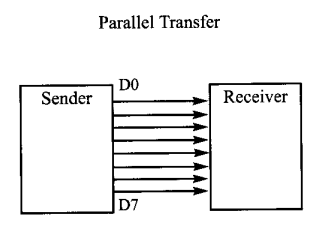 Parallel Transfer
D0
Sender
Receiver
D7